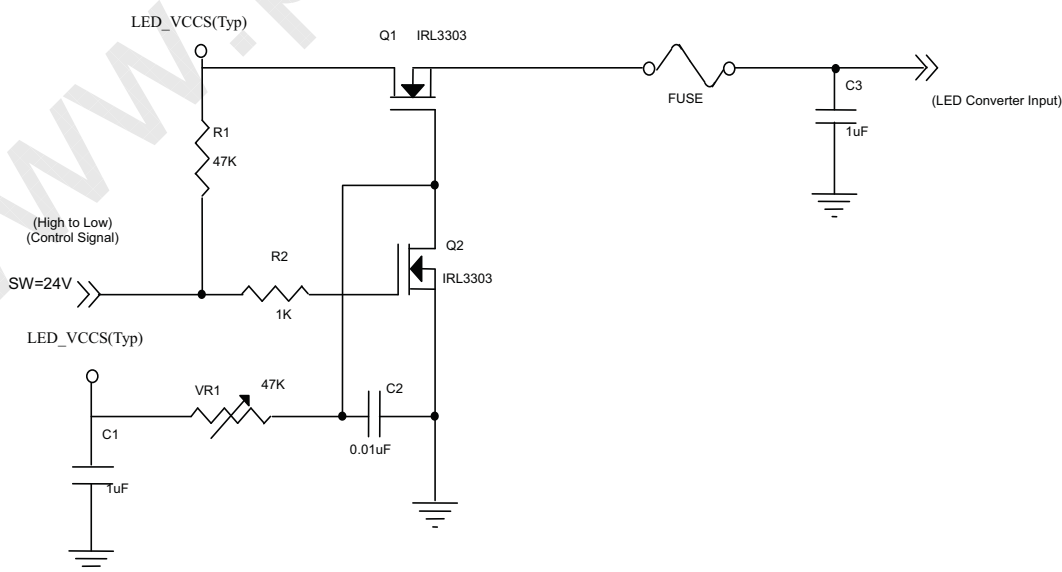 LED_VCCS(Typ)
Q1 IRL3303
FUSE
C3
(LED Converter Input)
1uF
R1
47K
(High to Low)
(Control Signal)
SW=24V
R2
1K
Q2
IRL3303
LED_VCCS(Typ)
VR1
47K
C2
0.01uF
C1
1uF